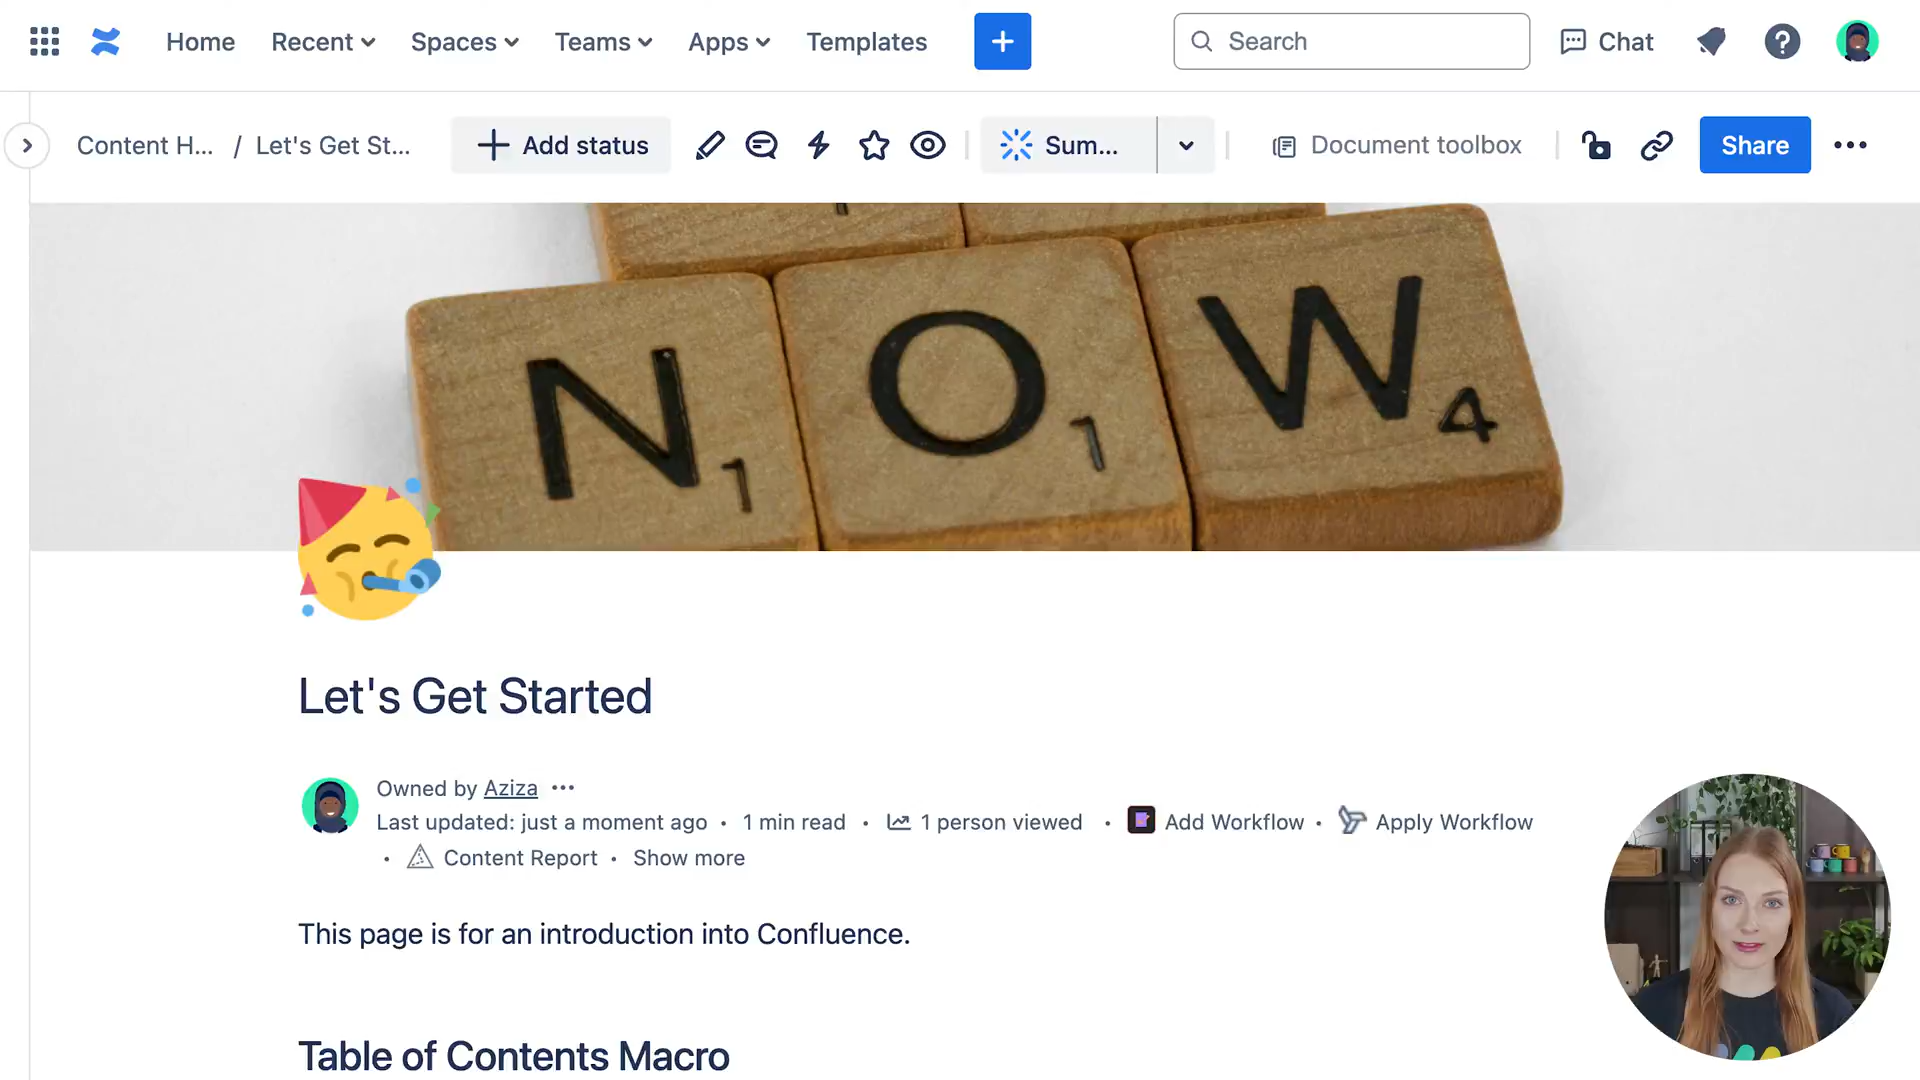 Home Recent Spaces Teams Apps Templates + Search Chat ?
Content H... / Let's Get St... + Add status Sum... Document toolbox Share
NOW
1 1 4
Let's Get Started
Owned by Aziza
Last updated: just a moment ago • 1 min read • 1 person viewed • Add Workflow • Apply Workflow
• Content Report • Show more
This page is for an introduction into Confluence.
Table of Contents Macro